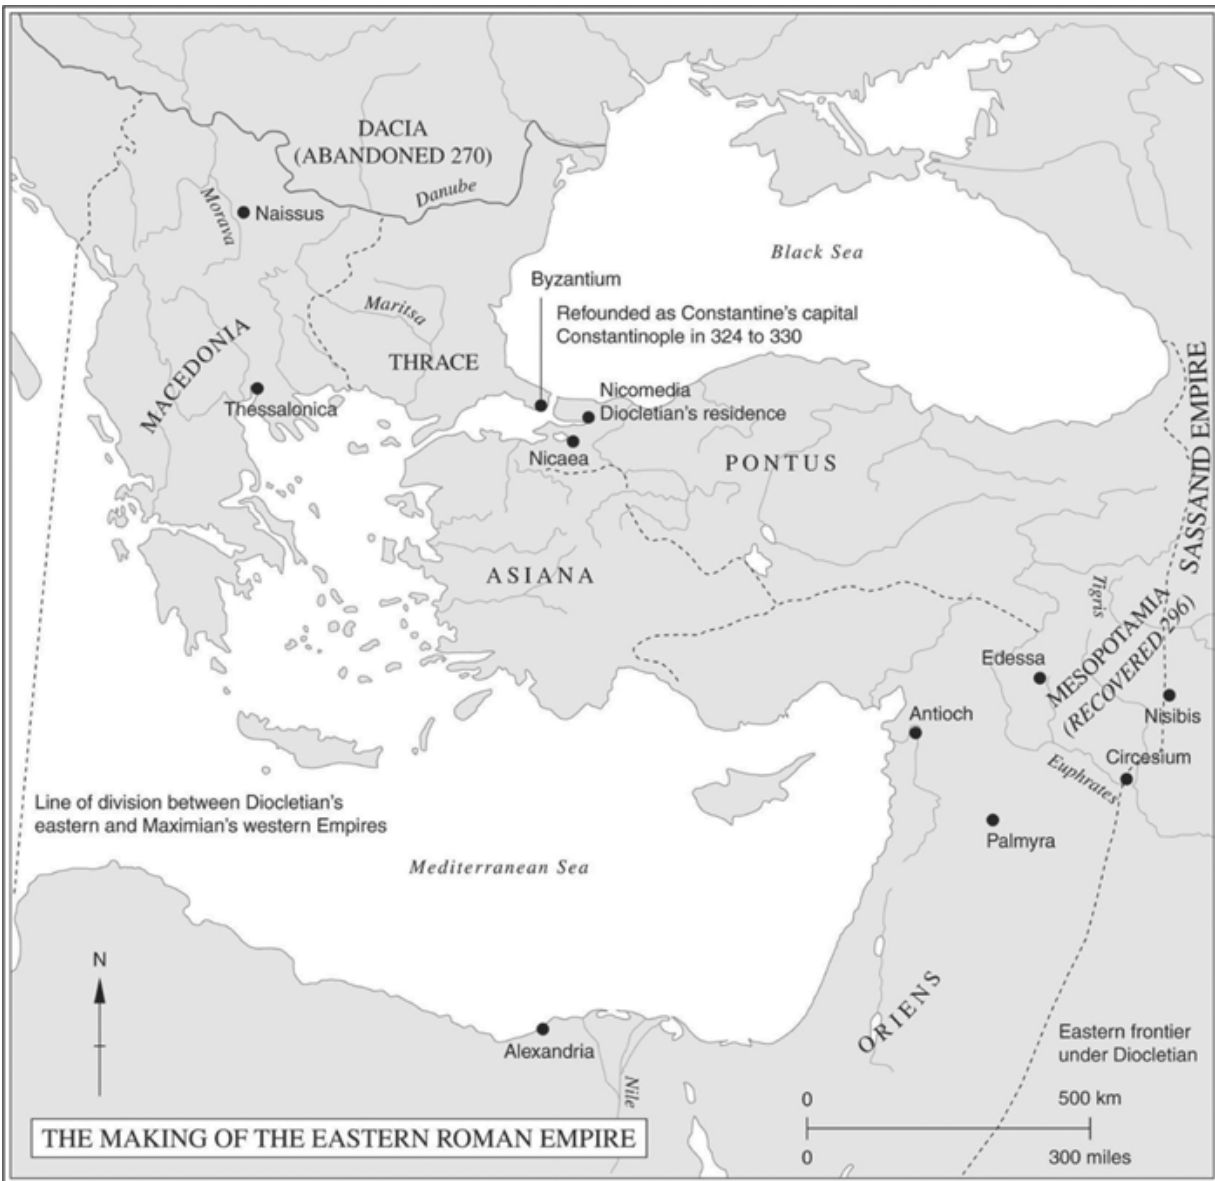 DACIA
(ABANDONED 270)
Danube
Morava
Naissus
Black Sea
Byzantium
Refounded as Constantine's capital
Constantinople in 324 to 330
Maritsa
THRACE
MACEDONIA
Thessalonica
Nicomedia
Diocletian's residence
Nicaea
PONTUS
SASSANID EMPIRE
ASIANA
Tigris
MESOPOTAMIA
(RECOVERED 296)
Edessa
Nisibis
Antioch
Circesium
Euphrates
Palmyra
Line of division between Diocletian's
eastern and Maximian's western Empires
Mediterranean Sea
N
ORIENS
Alexandria
Nile
Eastern frontier
under Diocletian
0
500 km
0
300 miles
THE MAKING OF THE EASTERN ROMAN EMPIRE